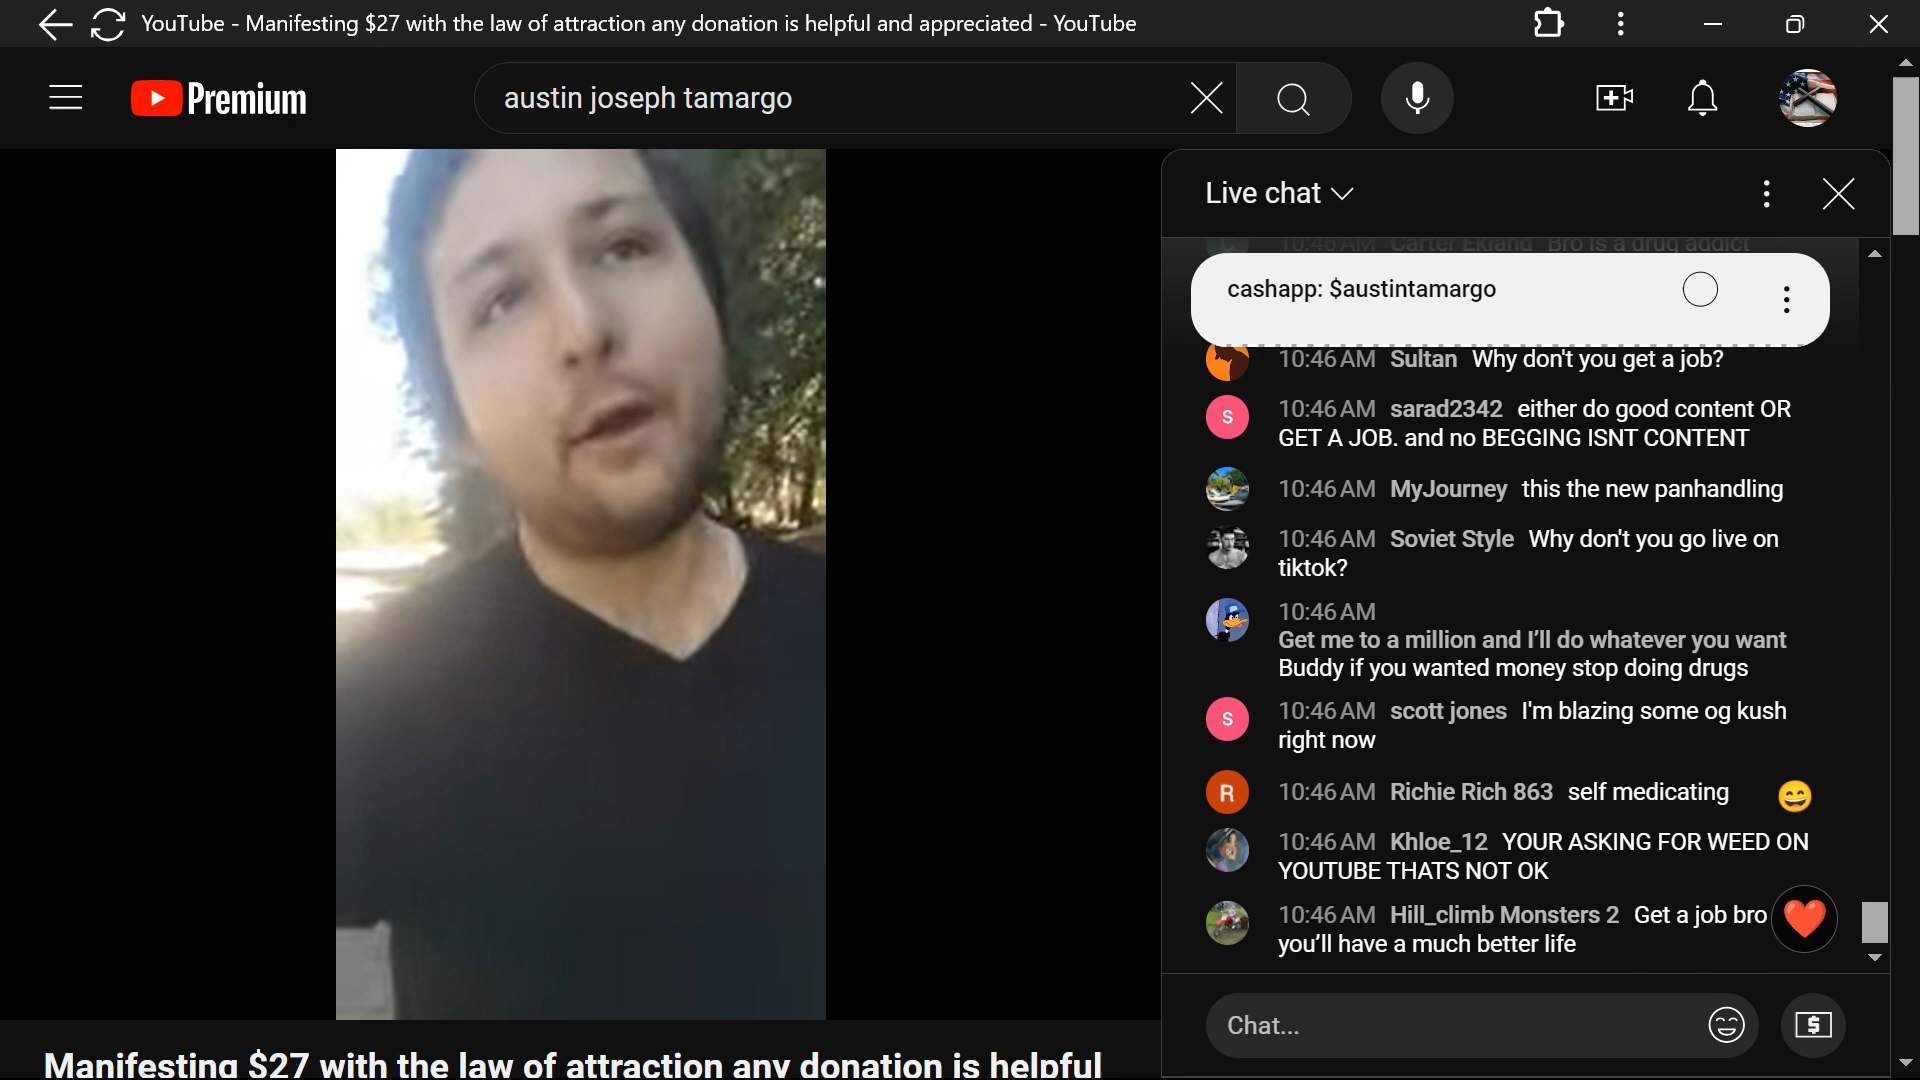 YouTube - Manifesting $27 with the law of attraction any donation is helpful and appreciated - YouTube
Premium
austin joseph tamargo
Live chat
10:46 AM Carter Ekland Bro is a drug addict
cashapp: $austintamargo
10:46 AM Sultan Why don't you get a job?
S
10:46 AM sarad2342 either do good content OR
GET A JOB. and no BEGGING ISNT CONTENT
10:46 AM MyJourney this the new panhandling
10:46 AM Soviet Style Why don't you go live on
tiktok?
10:46 AM
Get me to a million and I’ll do whatever you want
Buddy if you wanted money stop doing drugs
S
10:46 AM scott jones I'm blazing some og kush
right now
R
10:46 AM Richie Rich 863 self medicating 😄
10:46 AM Khloe_12 YOUR ASKING FOR WEED ON
YOUTUBE THATS NOT OK
10:46 AM Hill_climb Monsters 2 Get a job bro
you’ll have a much better life
Chat...
Manifesting $27 with the law of attraction any donation is helpful